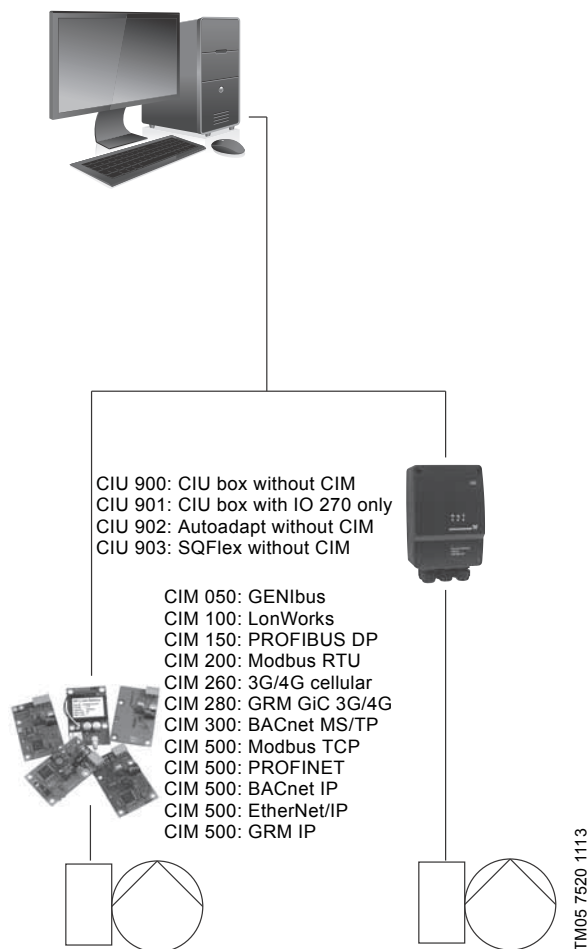 CIU 900: CIU box without CIM
CIU 901: CIU box with IO 270 only
CIU 902: Autoadapt without CIM
CIU 903: SQFlex without CIM
CIM 050: GENIbus
CIM 100: LonWorks
CIM 150: PROFIBUS DP
CIM 200: Modbus RTU
CIM 260: 3G/4G cellular
CIM 280: GRM GiC 3G/4G
CIM 300: BACnet MS/TP
CIM 500: Modbus TCP
CIM 500: PROFINET
CIM 500: BACnet IP
CIM 500: EtherNet/IP
CIM 500: GRM IP
TM05 7520 1113